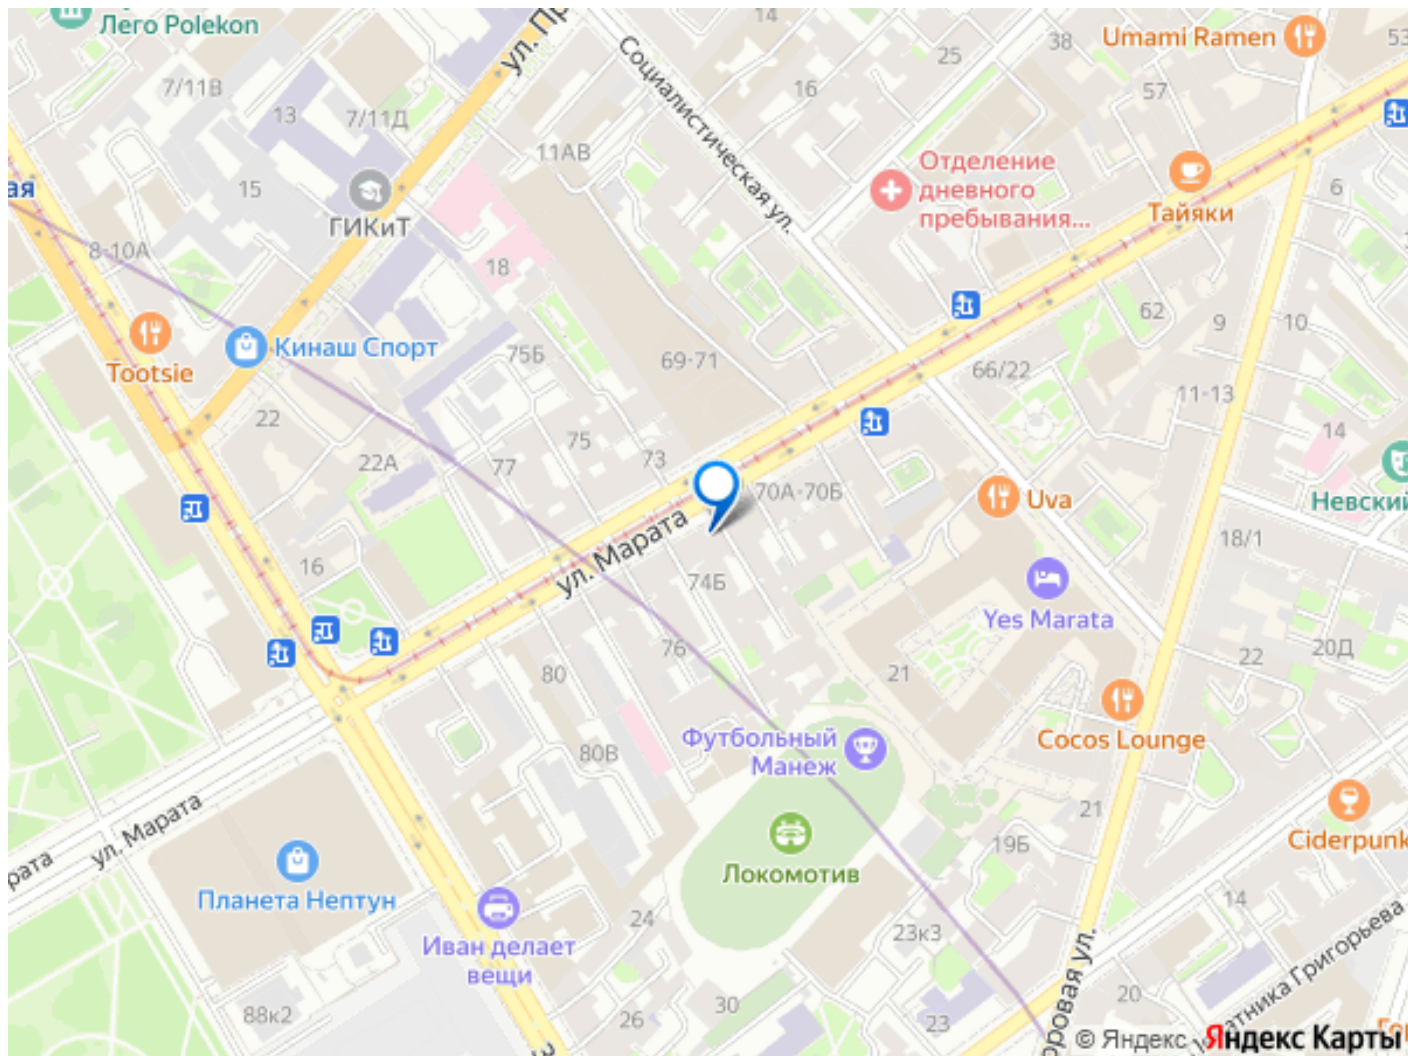 Лего Polekon
ул. Пр
14
25
38
Umami Ramen
53
7/11В
13
7/11Д
Социалистическая ул.
16
57
11АВ
Отделение
дневного
пребывания...
Тайяки
6
ая
15
ГИКиТ
8-10А
18
62
9
10
Tootsie
Кинаш Спорт
75Б
69-71
66/22
11-13
22
75
73
14
22А
77
70А-70Б
Uva
Невский
ул. Марата
18/1
16
74Б
Yes Marata
76
80
21
22
20Д
Футбольный
Манеж
80В
Cocos Lounge
ул. Марата
рата
21
19Б
Ciderpunk
Планета Нептун
Локомотив
Иван делает
вещи
24
23к3
14
88к2
26
30
23
20
оровая ул.
тника Григорьева
Гор
© Яндекс Яндекс Карты